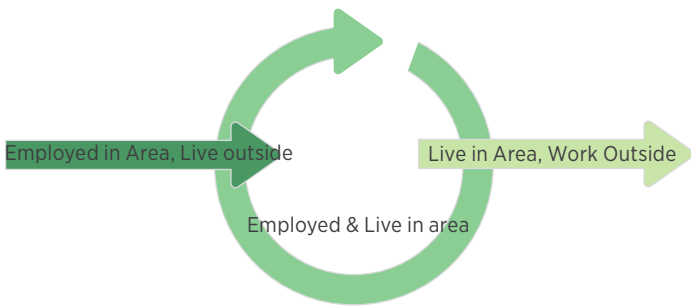 Employed in Area, Live outside
Live in Area, Work Outside
Employed & Live in area